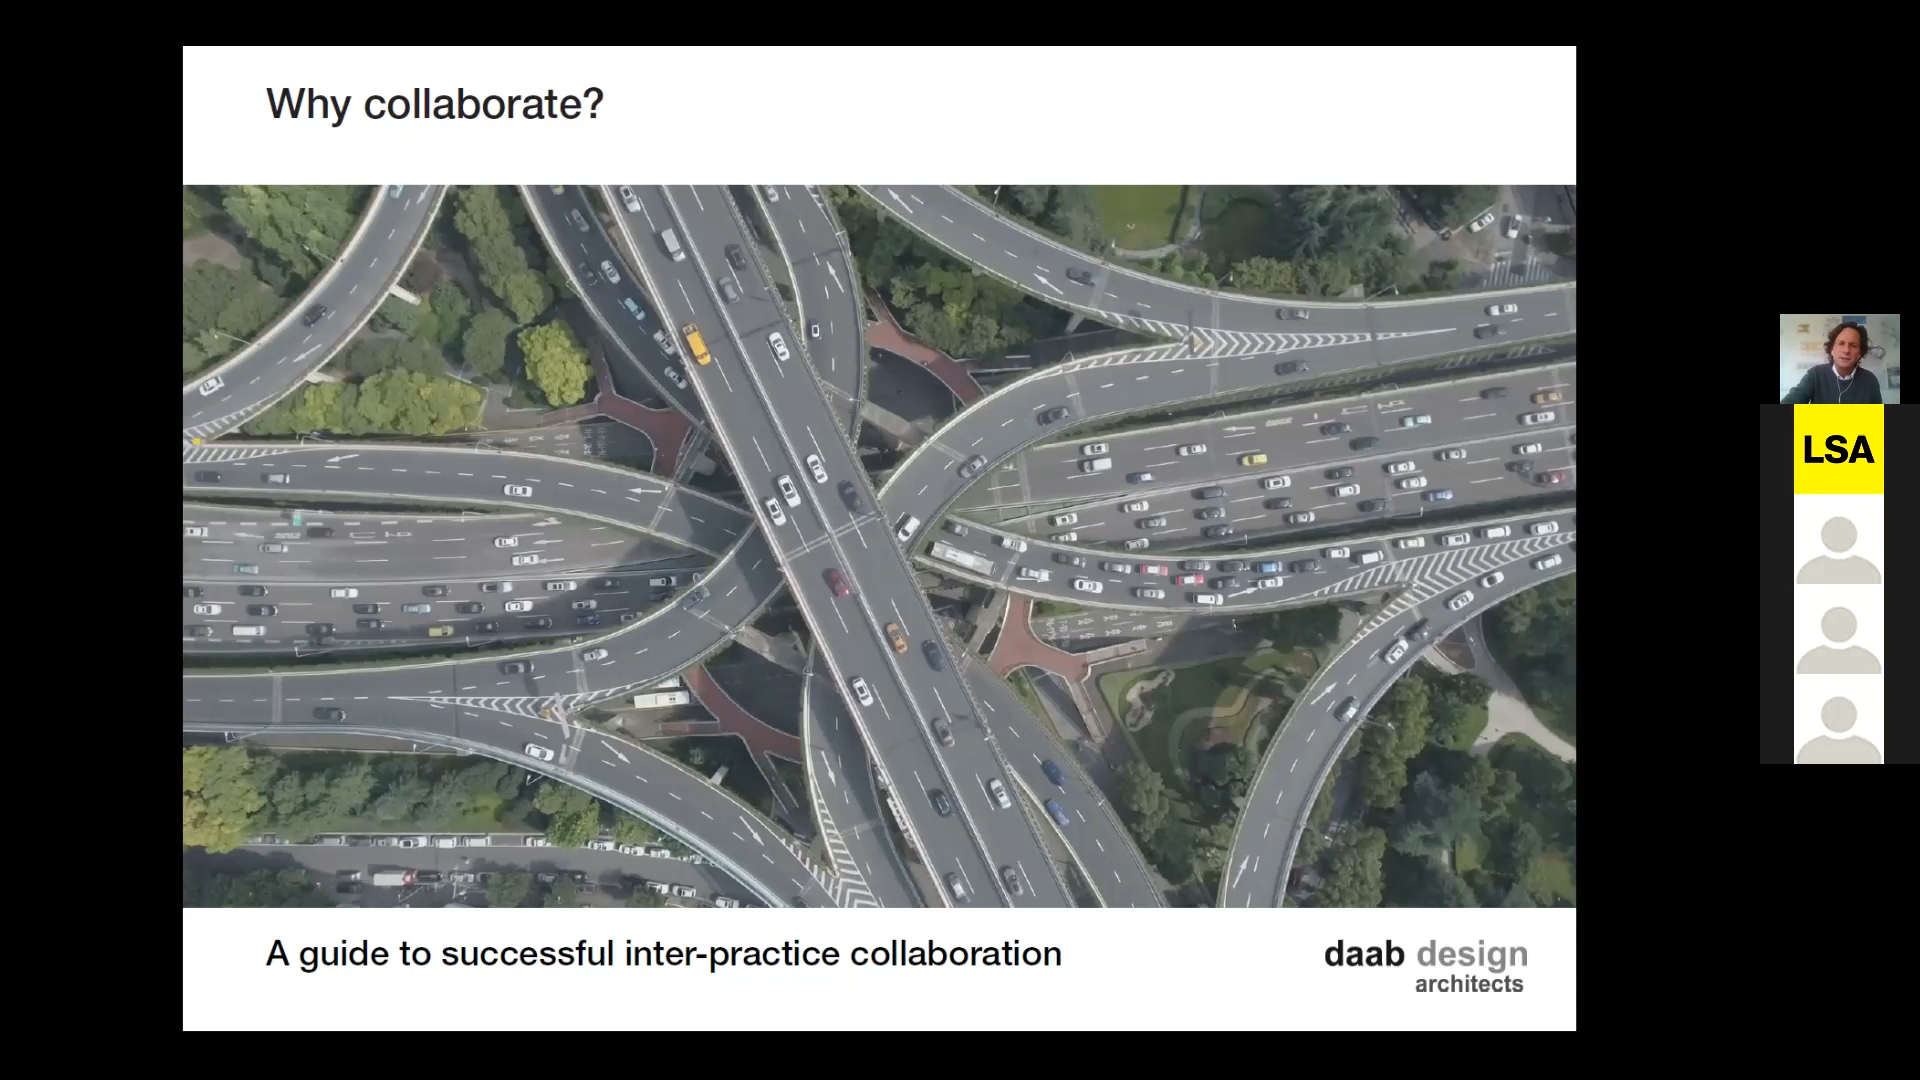 Why collaborate?
A guide to successful inter-practice collaboration
daab design
architects
LSA